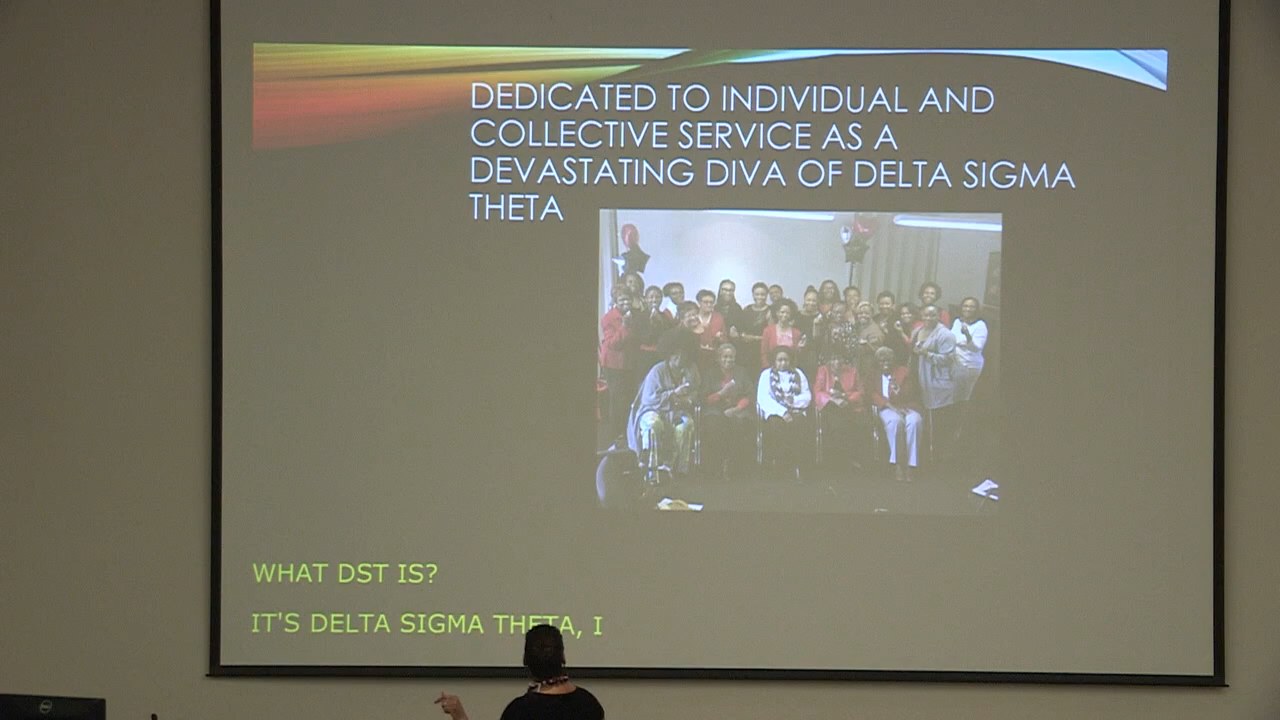 DEDICATED TO INDIVIDUAL AND
COLLECTIVE SERVICE AS A
DEVASTATING DIVA OF DELTA SIGMA
THETA
WHAT DST IS?
IT'S DELTA SIGMA THETA, I
DELL